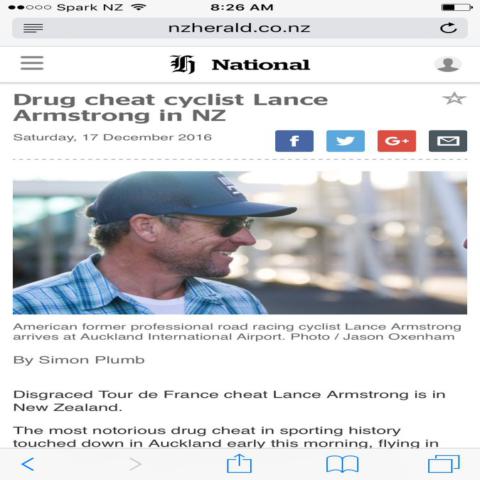 Spark NZ 8:26 AM
nzherald.co.nz
National
Drug cheat cyclist Lance
Armstrong in NZ
Saturday, 17 December 2016
f G+
American former professional road racing cyclist Lance Armstrong
arrives at Auckland International Airport. Photo / Jason Oxenham
By Simon Plumb
Disgraced Tour de France cheat Lance Armstrong is in
New Zealand.
The most notorious drug cheat in sporting history
touched down in Auckland early this morning, flying in